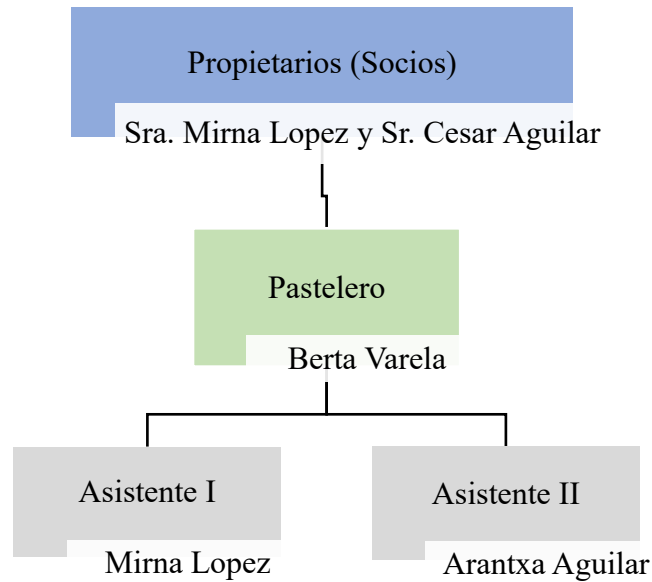 Propietarios (Socios)
Sra. Mirna Lopez y Sr. Cesar Aguilar
Pastelero
Berta Varela
Asistente I
Mirna Lopez
Asistente II
Arantxa Aguilar